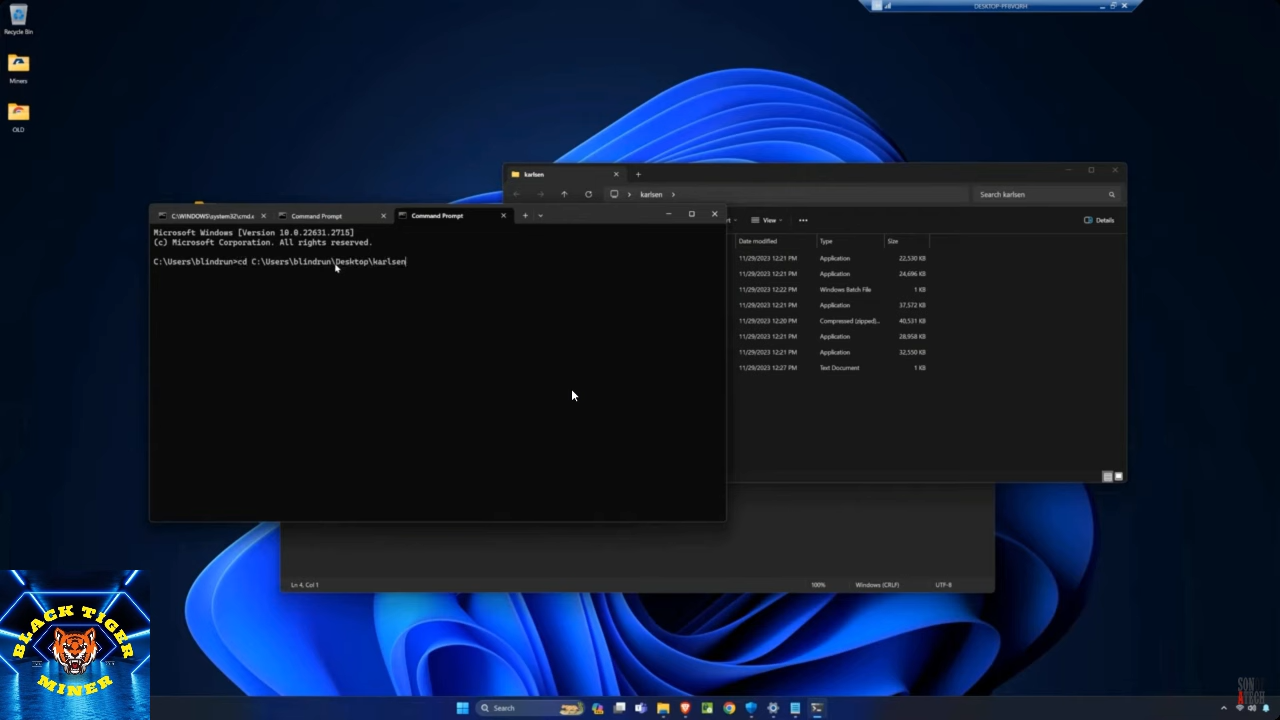 DESKTOP-PF8VQRH
Recycle Bin
Miners
OLD
karlsen
karlsen
Search karlsen
View
Details
Date modified Type Size
11/29/2023 12:21 PM Application 22,530 KB
11/29/2023 12:21 PM Application 24,696 KB
11/29/2023 12:22 PM Windows Batch File 1 KB
11/29/2023 12:21 PM Application 37,572 KB
11/29/2023 12:20 PM Compressed (zipped)... 40,531 KB
11/29/2023 12:21 PM Application 28,958 KB
11/29/2023 12:21 PM Application 32,550 KB
11/29/2023 12:27 PM Text Document 1 KB
C:\WINDOWS\system32\cmd.e
Command Prompt
Command Prompt
Microsoft Windows [Version 10.0.22631.2715]
(c) Microsoft Corporation. All rights reserved.
C:\Users\blindrun>cd C:\Users\blindrun\Desktop\karlsen
Ln 4, Col 1 100% Windows (CRLF) UTF-8
BLACK TIGER
MINER
Search